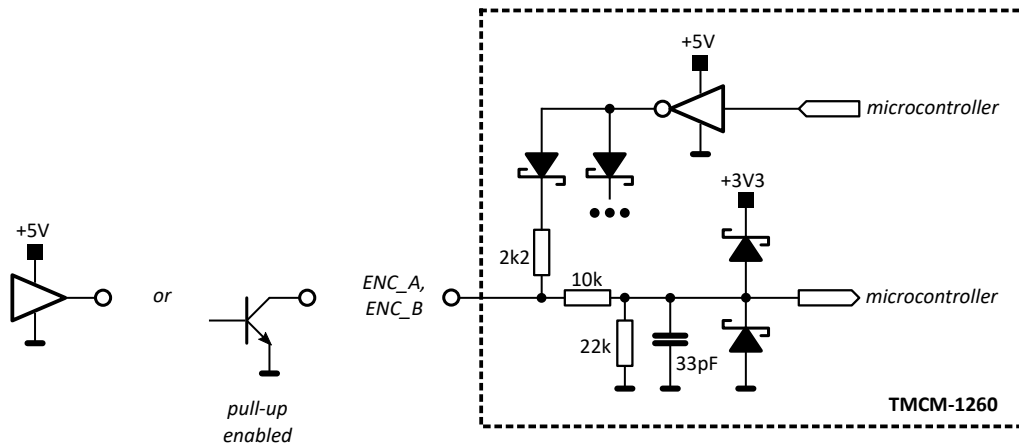 +5V
microcontroller
+3V3
+5V
2k2
or
ENC_A,
ENC_B
10k
microcontroller
22k
33pF
pull-up
enabled
TMCM-1260